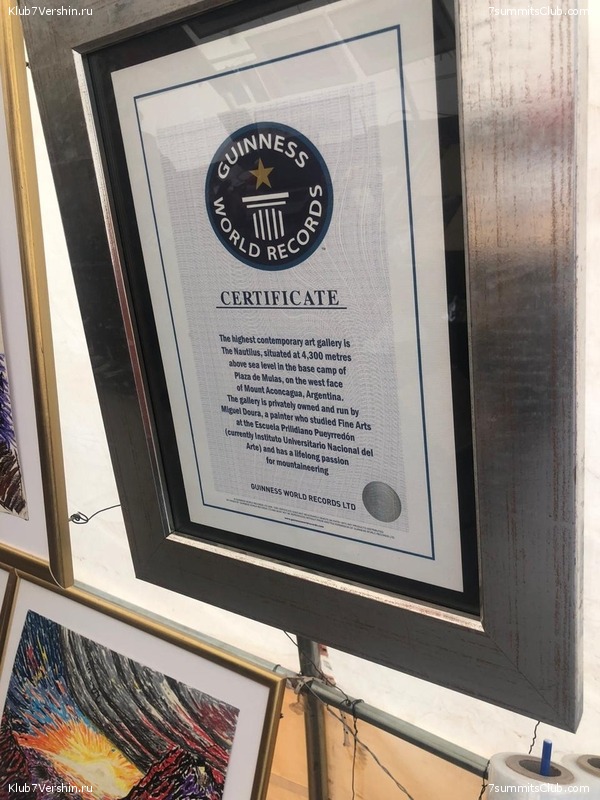 Klub7Vershin.ru
7summitsClub.com
GUINNESS
WORLD RECORDS
CERTIFICATE
The highest contemporary art gallery is
The Nautilus, situated at 4,300 metres
above sea level in the base camp of
Plaza de Mulas, on the west face
of Mount Aconcagua, Argentina.
The gallery is privately owned and run by
Miguel Doura, a painter who studied Fine Arts
at the Escuela Prilidiano Pueyrredón
(currently Instituto Universitario Nacional del
Arte) and has a lifelong passion
for mountaineering
GUINNESS WORLD RECORDS LTD
Klub7Vershin.ru
7summitsClub.com